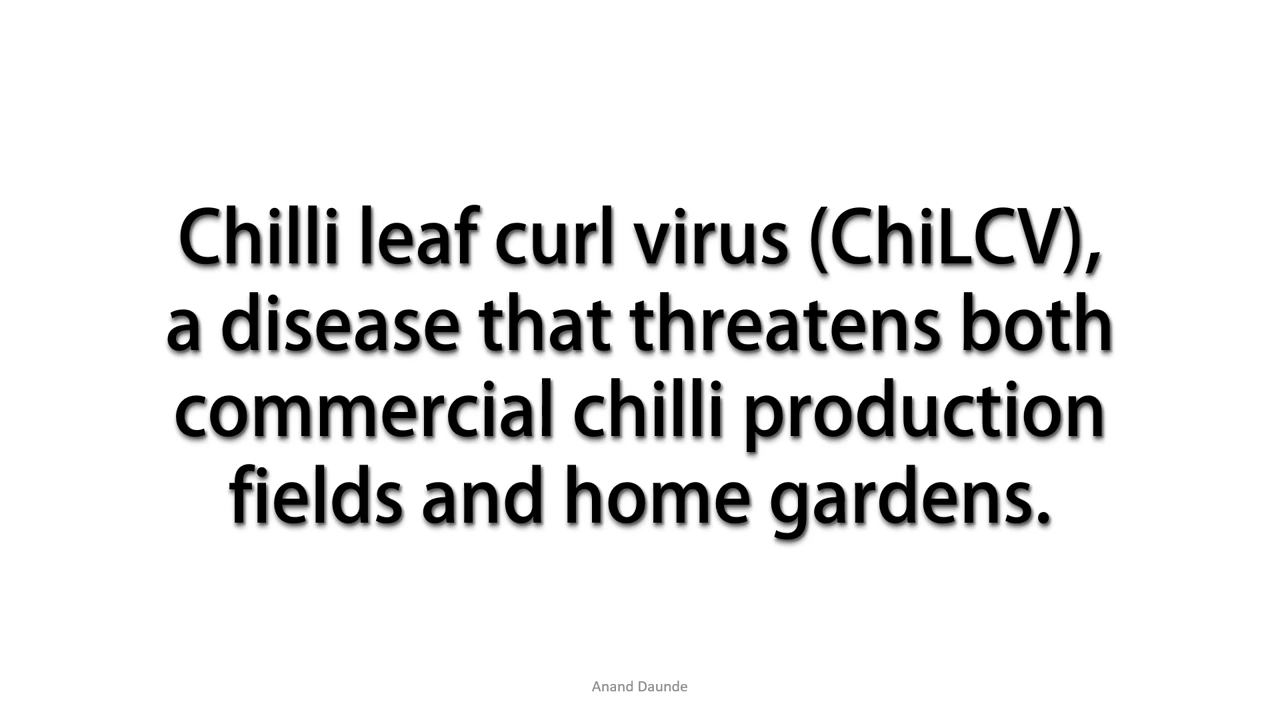 Chilli leaf curl virus (ChiLCV),
a disease that threatens both
commercial chilli production
fields and home gardens.
Anand Daunde